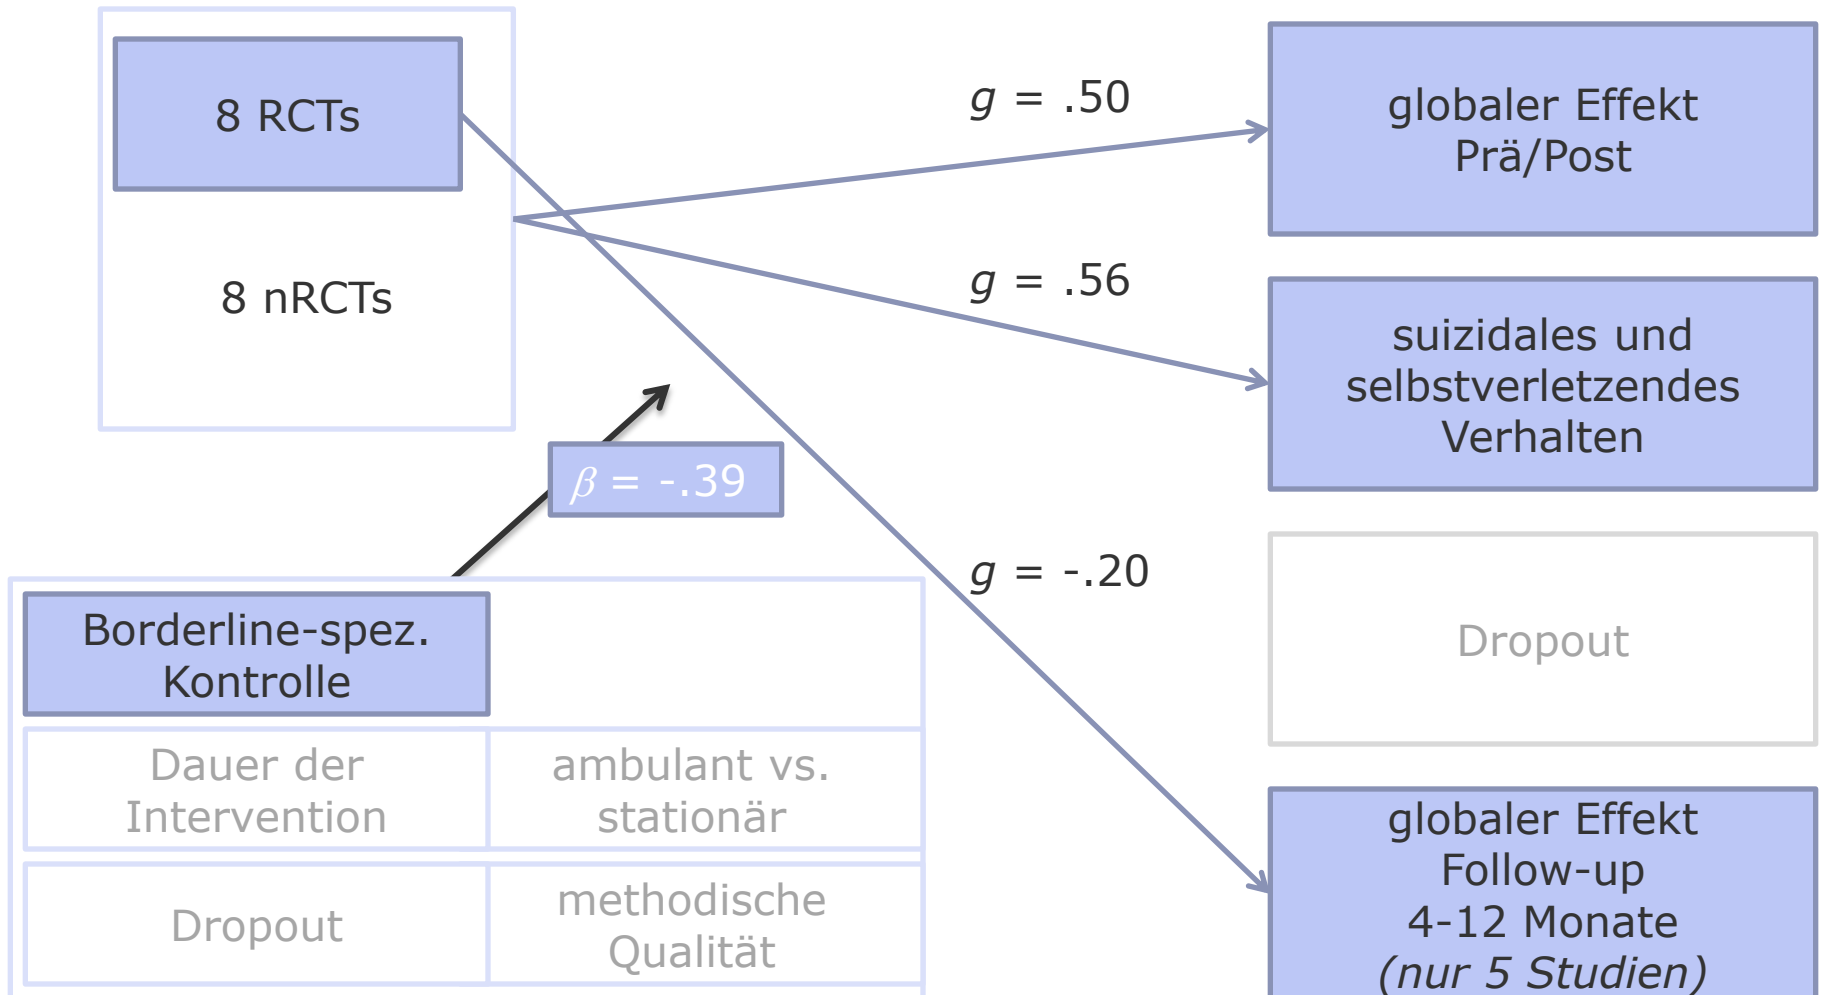 8 RCTs
8 nRCTs
g = .50
g = .56
β = -.39
g = -.20
globaler Effekt
Prä/Post
suizidales und
selbstverletzendes
Verhalten
Dropout
globaler Effekt
Follow-up
4-12 Monate
(nur 5 Studien)
Borderline-spez.
Kontrolle
Dauer der
Intervention
ambulant vs.
stationär
Dropout
methodische
Qualität